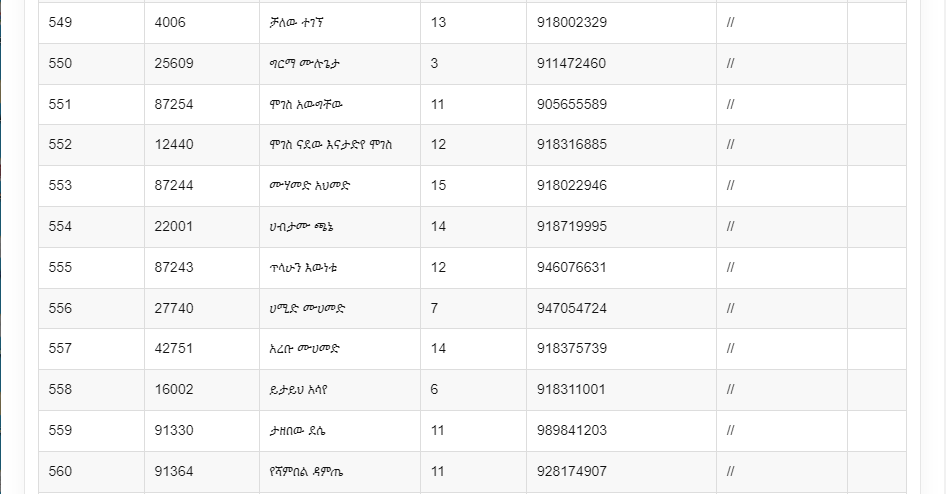 549 4006 ቻለው ተገኘ 13 918002329 //
550 25609 ግርማ ሙሉጌታ 3 911472460 //
551 87254 ሞገስ አውግቸው 11 905655589 //
552 12440 ሞገስ ናደው እናታድየ ሞገስ 12 918316885 //
553 87244 ሙሃመድ አህመድ 15 918022946 //
554 22001 ሀብታሙ ጫኔ 14 918719995 //
555 87243 ጥላሁን እውነቱ 12 946076631 //
556 27740 ሀሚድ ሙሀመድ 7 947054724 //
557 42751 አረቡ ሙሀመድ 14 918375739 //
558 16002 ይታይህ አሳየ 6 918311001 //
559 91330 ታዘበው ደሴ 11 989841203 //
560 91364 የሻምበል ዳምጤ 11 928174907 //